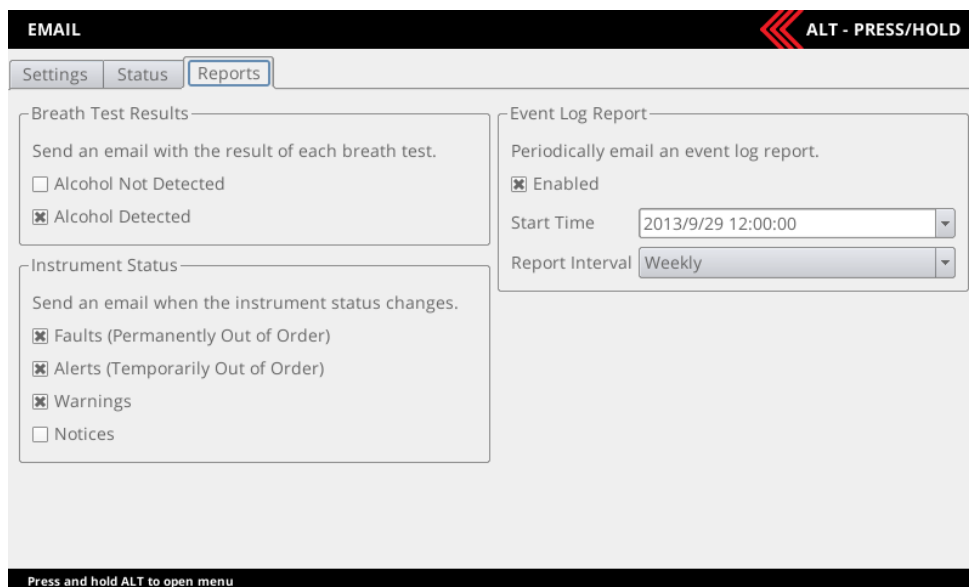 EMAIL
ALT - PRESS/HOLD
Settings
Status
Reports
Breath Test Results
Send an email with the result of each breath test.
Alcohol Not Detected
Alcohol Detected
Instrument Status
Send an email when the instrument status changes.
Faults (Permanently Out of Order)
Alerts (Temporarily Out of Order)
Warnings
Notices
Event Log Report
Periodically email an event log report.
Enabled
Start Time 2013/9/29 12:00:00
Report Interval Weekly
Press and hold ALT to open menu